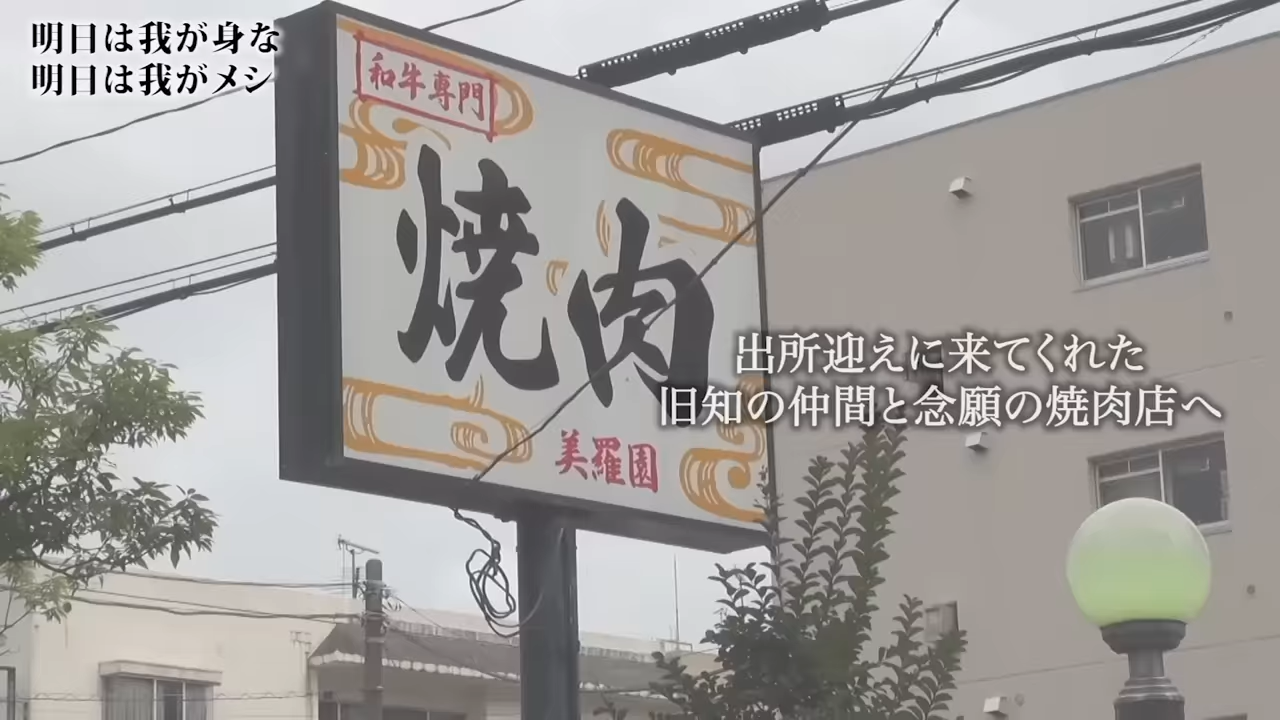 明日は我が身な
明日は我がメシ
和牛専門
焼肉
出所迎えに来てくれた
旧知の仲間と念願の焼肉店へ
美羅園